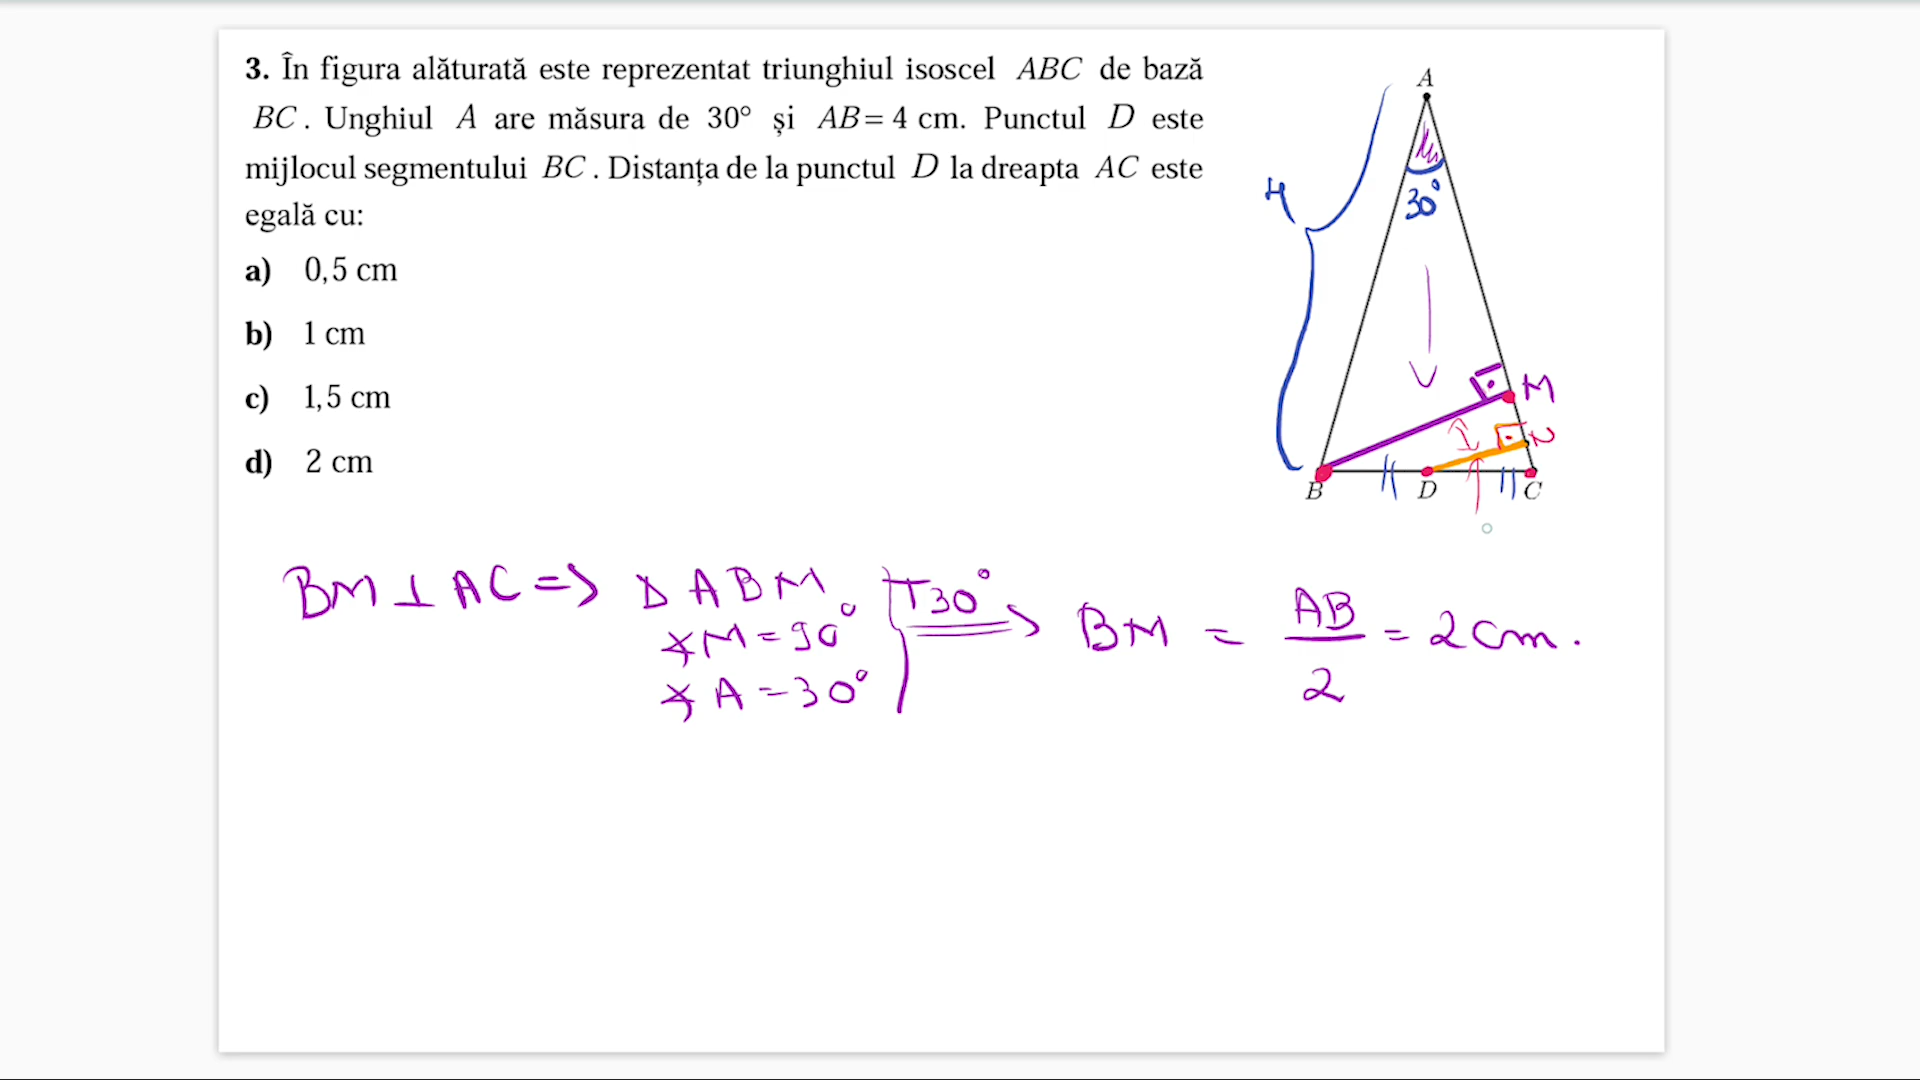 3. În figura alăturată este reprezentat triunghiul isoscel ABC de bază
BC. Unghiul A are măsura de 30° și AB = 4 cm. Punctul D este
mijlocul segmentului BC. Distanța de la punctul D la dreapta AC este
egală cu:
a) 0,5 cm
b) 1 cm
c) 1,5 cm
d) 2 cm
A
4
30°
M
N
B
D
C
BM ⊥ AC => Δ ABM
∢M = 90°
∢A = 30°
T30°
=> BM = AB/2 = 2cm.